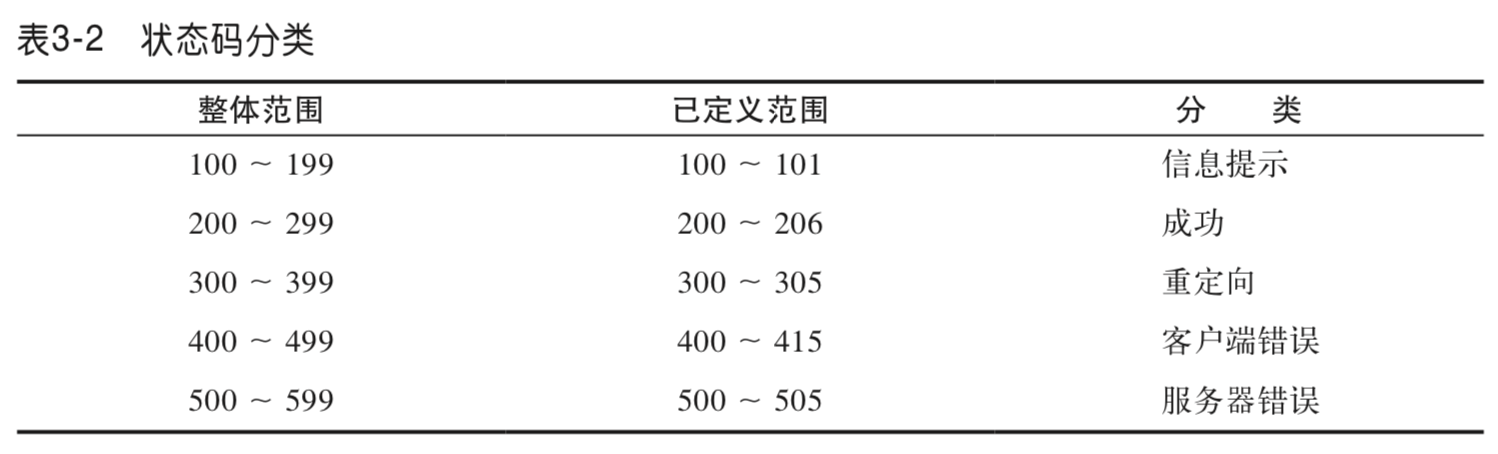 表3-2 状态码分类
整体范围 已定义范围 分 类
100 ~ 199 100 ~ 101 信息提示
200 ~ 299 200 ~ 206 成功
300 ~ 399 300 ~ 305 重定向
400 ~ 499 400 ~ 415 客户端错误
500 ~ 599 500 ~ 505 服务器错误